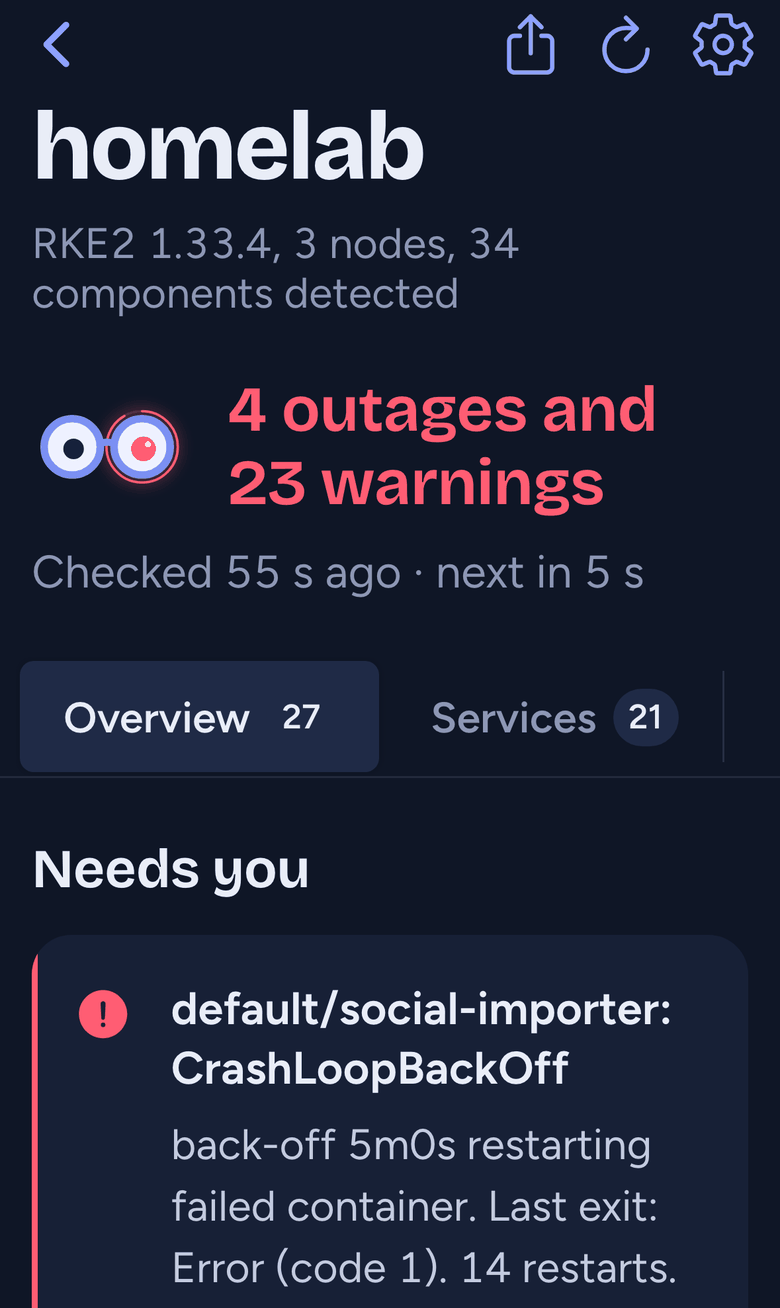 homelab
RKE2 1.33.4, 3 nodes, 34
components detected
4 outages and
23 warnings
Checked 55 s ago · next in 5 s
Overview 27
Services 21
Needs you
default/social-importer:
CrashLoopBackOff
back-off 5m0s restarting
failed container. Last exit:
Error (code 1). 14 restarts.